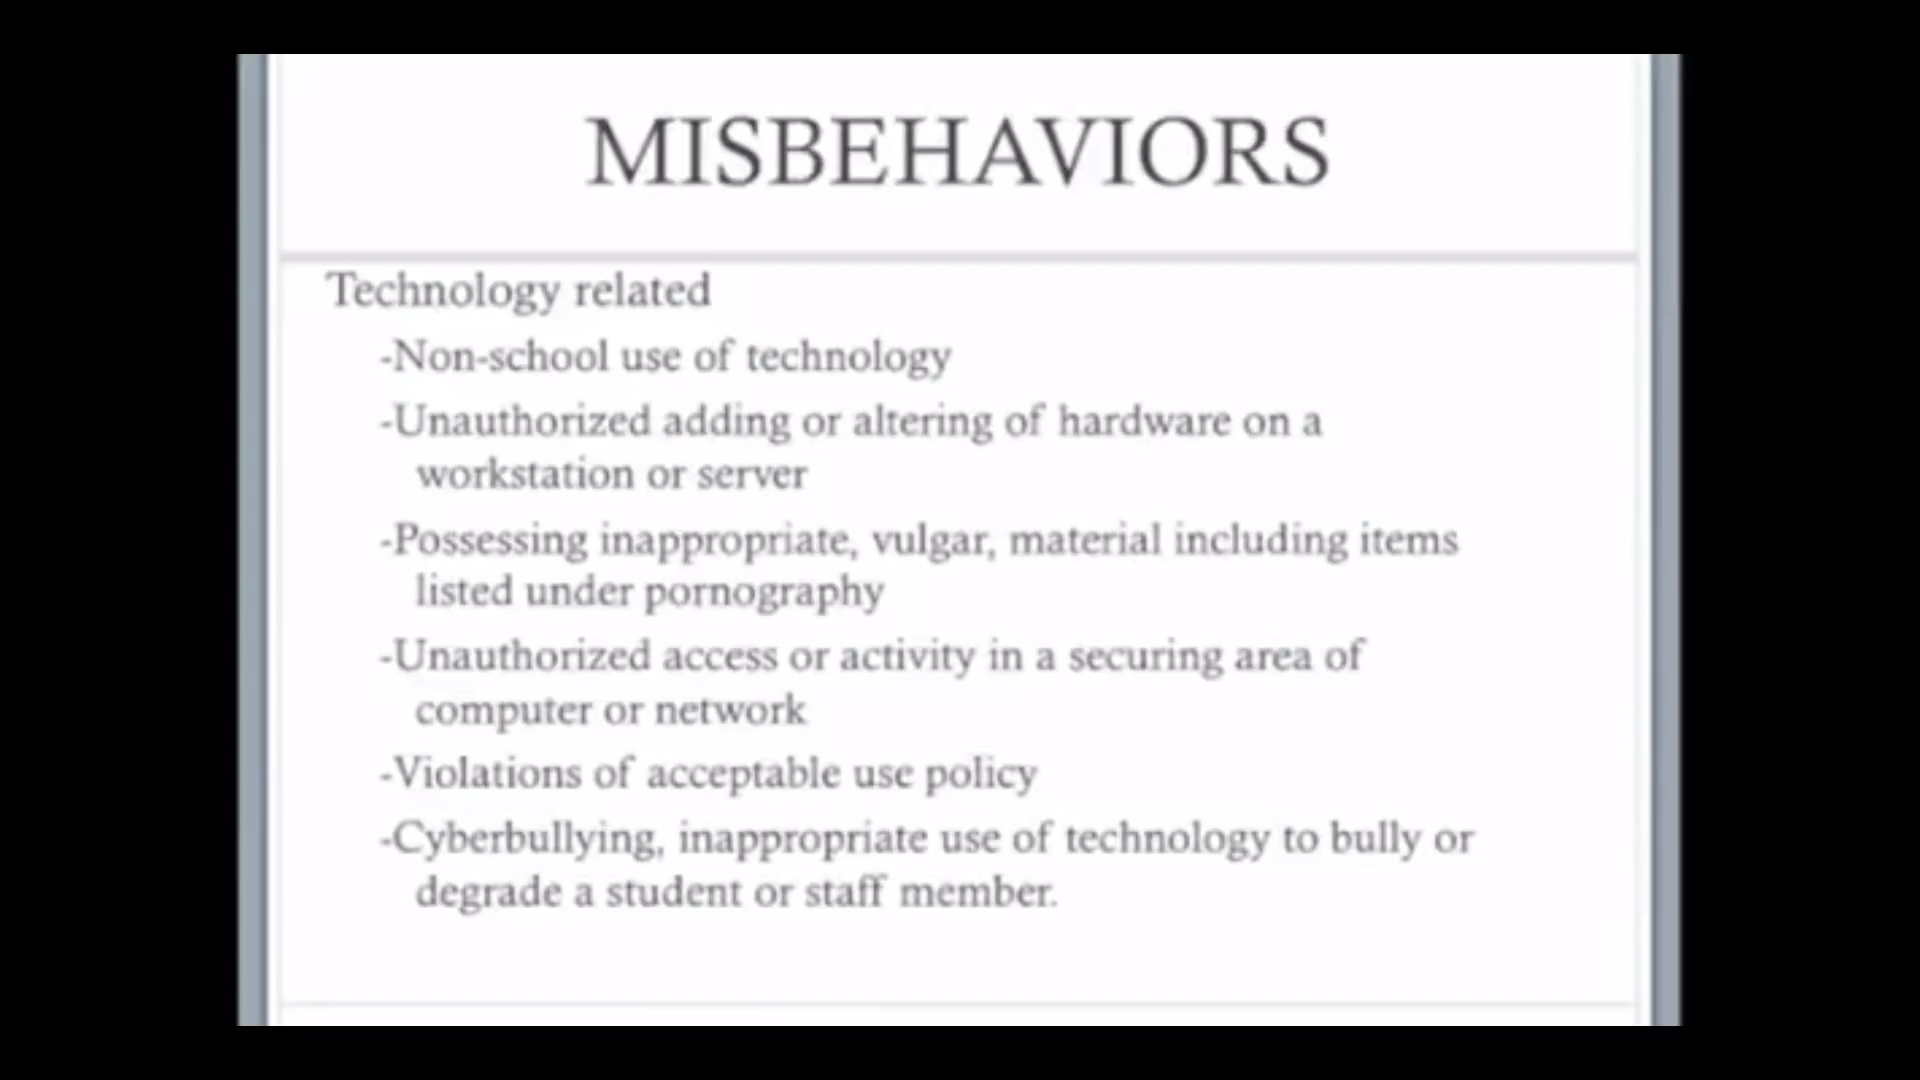 MISBEHAVIORS
Technology related
-Non-school use of technology
-Unauthorized adding or altering of hardware on a
workstation or server
-Possessing inappropriate, vulgar, material including items
listed under pornography
-Unauthorized access or activity in a securing area of
computer or network
-Violations of acceptable use policy
-Cyberbullying, inappropriate use of technology to bully or
degrade a student or staff member.